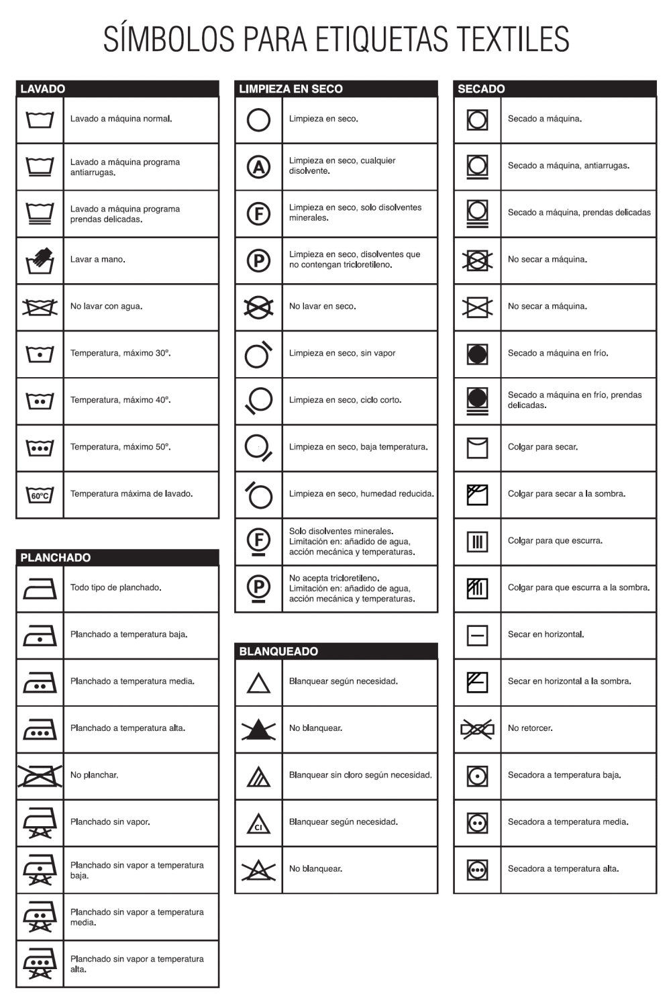 SÍMBOLOS PARA ETIQUETAS TEXTILES
LAVADO
Lavado a máquina normal.
Lavado a máquina programa
antiarrugas.
Lavado a máquina programa
prendas delicadas.
Lavar a mano.
No lavar con agua.
Temperatura, máximo 30º.
Temperatura, máximo 40º.
Temperatura, máximo 50º.
60ºC
Temperatura máxima de lavado.
PLANCHADO
Todo tipo de planchado.
Planchado a temperatura baja.
Planchado a temperatura media.
Planchado a temperatura alta.
No planchar.
Planchado sin vapor.
Planchado sin vapor a temperatura
baja.
Planchado sin vapor a temperatura
media.
Planchado sin vapor a temperatura
alta.
LIMPIEZA EN SECO
Limpieza en seco.
A
Limpieza en seco, cualquier
disolvente.
F
Limpieza en seco, solo disolventes
minerales.
P
Limpieza en seco, disolventes que
no contengan tricloretileno.
No lavar en seco.
Limpieza en seco, sin vapor
Limpieza en seco, ciclo corto.
Limpieza en seco, baja temperatura.
Limpieza en seco, humedad reducida.
F
Solo disolventes minerales.
Limitación en: añadido de agua,
acción mecánica y temperaturas.
P
No acepta tricloretileno.
Limitación en: añadido de agua,
acción mecánica y temperaturas.
BLANQUEADO
Blanquear según necesidad.
No blanquear.
Blanquear sin cloro según necesidad.
Cl
Blanquear según necesidad.
No blanquear.
SECADO
Secado a máquina.
Secado a máquina, antiarrugas.
Secado a máquina, prendas delicadas
No secar a máquina.
No secar a máquina.
Secado a máquina en frío.
Secado a máquina en frío, prendas
delicadas.
Colgar para secar.
Colgar para secar a la sombra.
Colgar para que escurra.
Colgar para que escurra a la sombra.
Secar en horizontal.
Secar en horizontal a la sombra.
No retorcer.
Secadora a temperatura baja.
Secadora a temperatura media.
Secadora a temperatura alta.